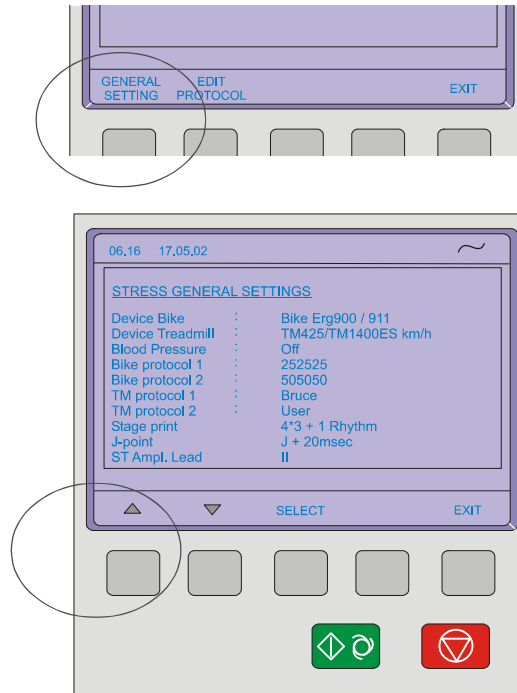 GENERAL SETTING EDIT PROTOCOL EXIT
06.16 17.05.02
STRESS GENERAL SETTINGS
Device Bike : Bike Erg900 / 911
Device Treadmill : TM425/TM1400ES km/h
Blood Pressure : Off
Bike protocol 1 : 252525
Bike protocol 2 : 505050
TM protocol 1 : Bruce
TM protocol 2 : User
Stage print 4*3 + 1 Rhythm
J-point J + 20msec
ST Ampl. Lead II
SELECT EXIT